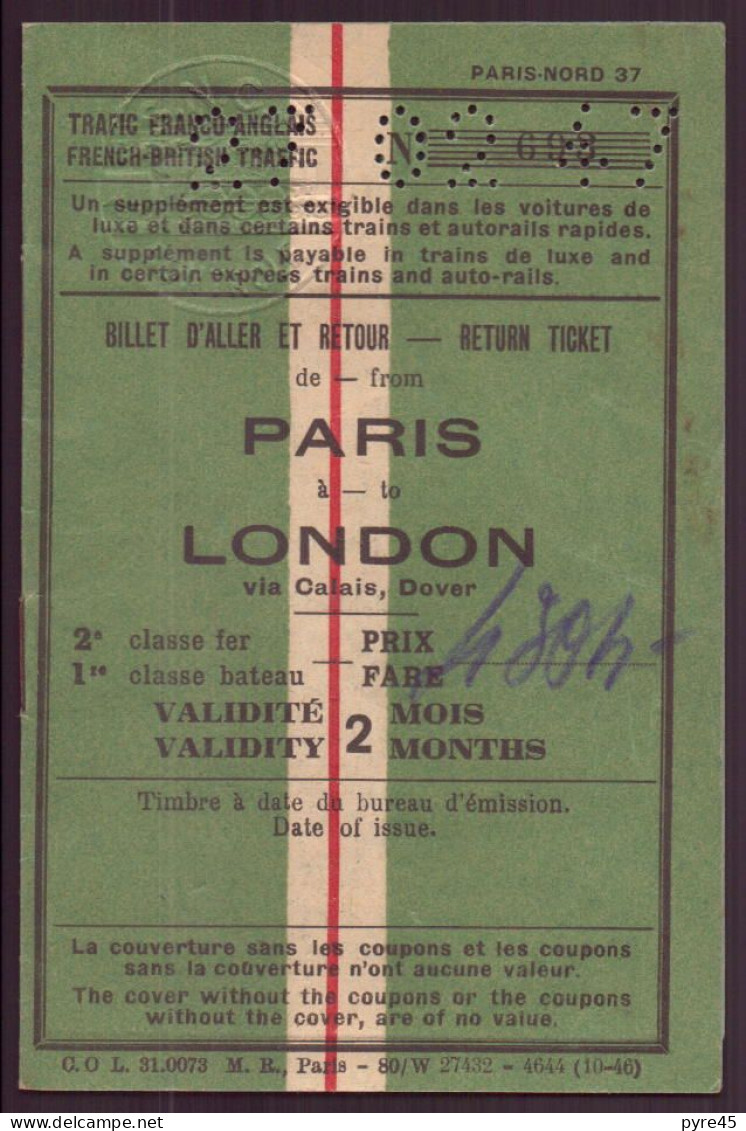 PARIS-NORD 37
TRAFIC FRANCO-ANGLAIS
FRENCH-BRITISH TRAFFIC
N 693
Un supplément est exigible dans les voitures de
luxe et dans certains trains et autorails rapides.
A supplément is payable in trains de luxe and
in certain express trains and auto-rails.
BILLET D'ALLER ET RETOUR — RETURN TICKET
de — from
PARIS
à — to
LONDON
via Calais, Dover
2e classe fer — PRIX
1re classe bateau FARE
VALIDITÉ 2 MOIS
VALIDITY MONTHS
Timbre à date du bureau d'émission.
Date of issue.
La couverture sans les coupons et les coupons
sans la couverture n'ont aucune valeur.
The cover without the coupons or the coupons
without the cover, are of no value.
C.O L. 31.0073 M. R., Paris - 80/W 27432 - 4644 (10-46)
pyre45